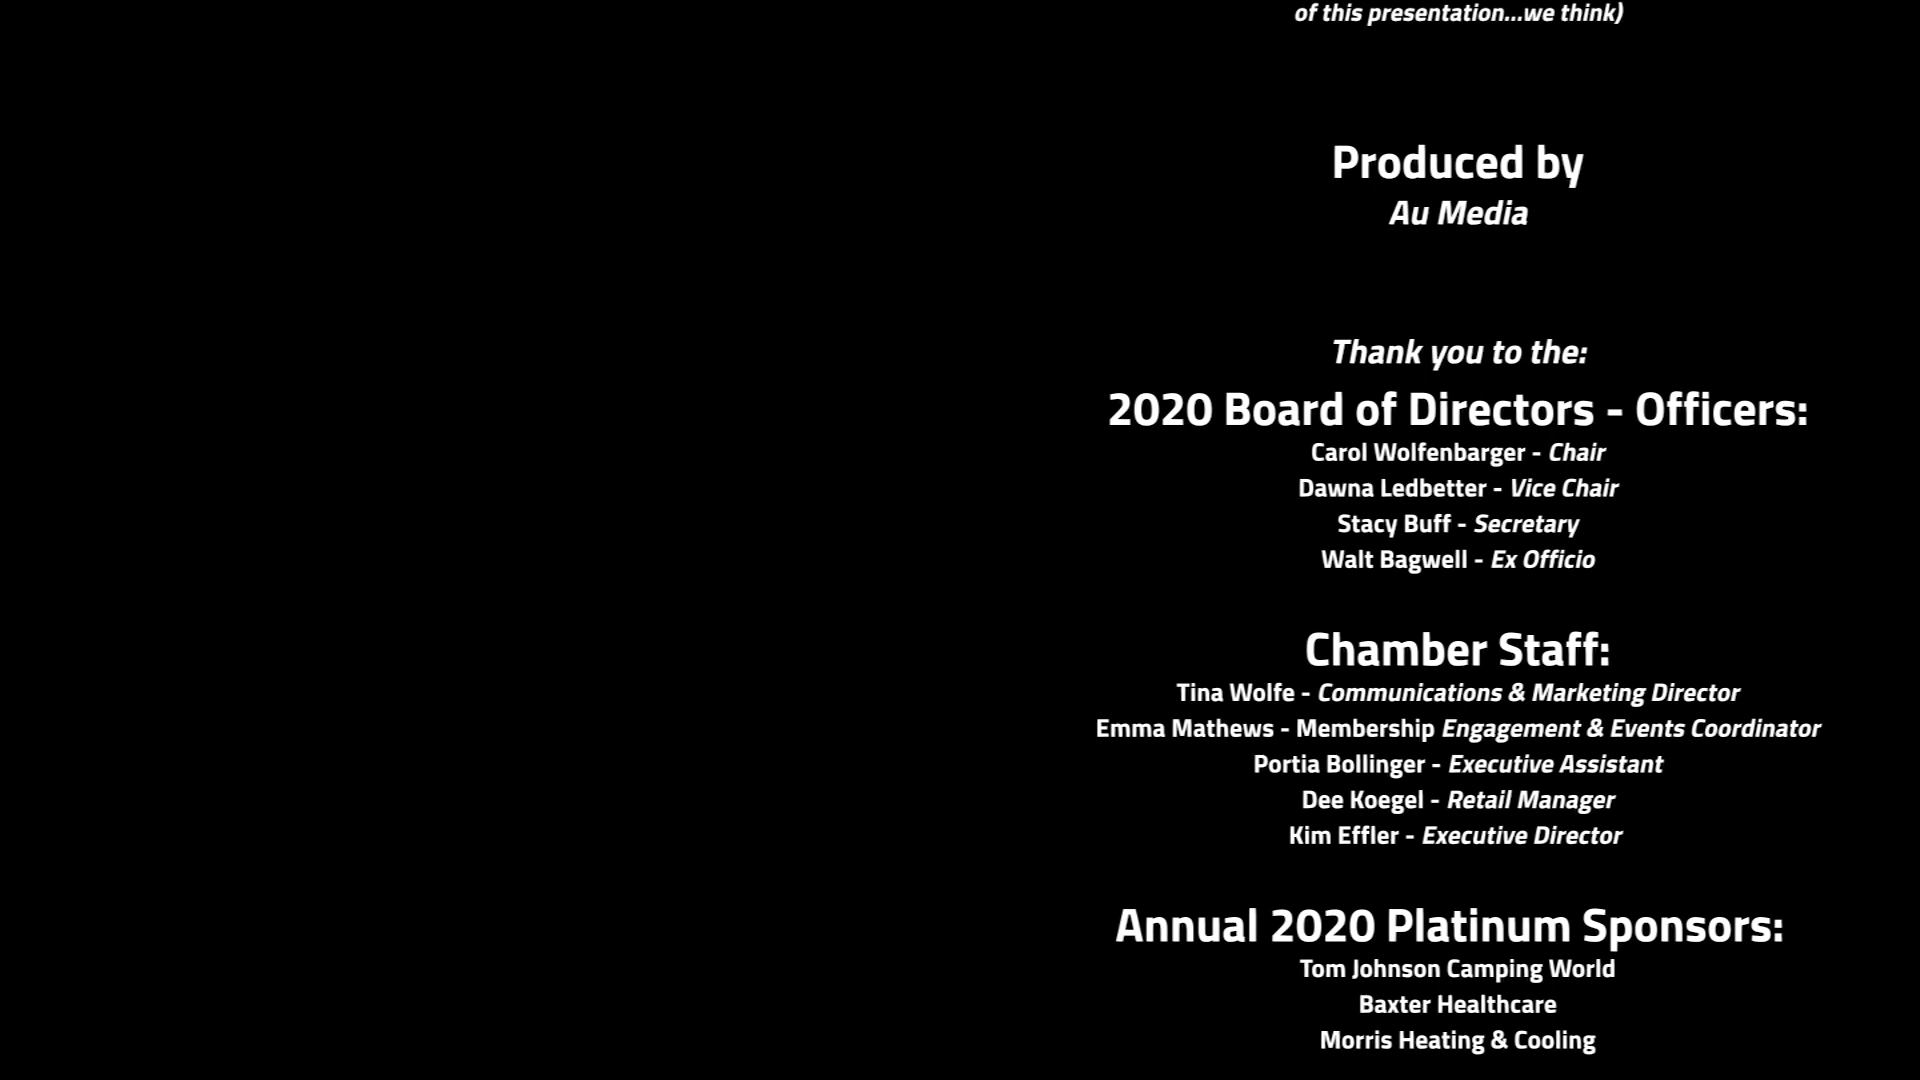 of this presentation...we think)
Produced by
Au Media
Thank you to the:
2020 Board of Directors - Officers:
Carol Wolfenbarger - Chair
Dawna Ledbetter - Vice Chair
Stacy Buff - Secretary
Walt Bagwell - Ex Officio
Chamber Staff:
Tina Wolfe - Communications & Marketing Director
Emma Mathews - Membership Engagement & Events Coordinator
Portia Bollinger - Executive Assistant
Dee Koegel - Retail Manager
Kim Effler - Executive Director
Annual 2020 Platinum Sponsors:
Tom Johnson Camping World
Baxter Healthcare
Morris Heating & Cooling